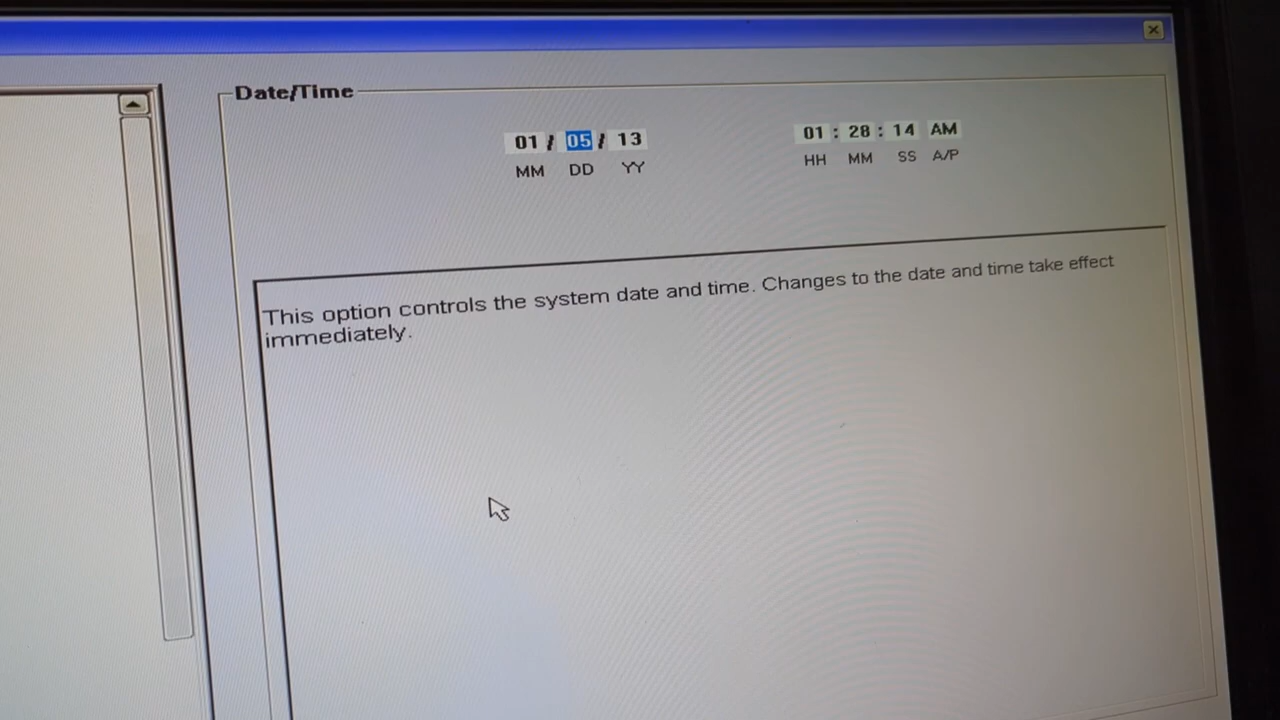 Date/Time
01 / 05 / 13
01 : 28 : 14 AM
MM DD YY
HH MM SS A/P
This option controls the system date and time. Changes to the date and time take effect
immediately.